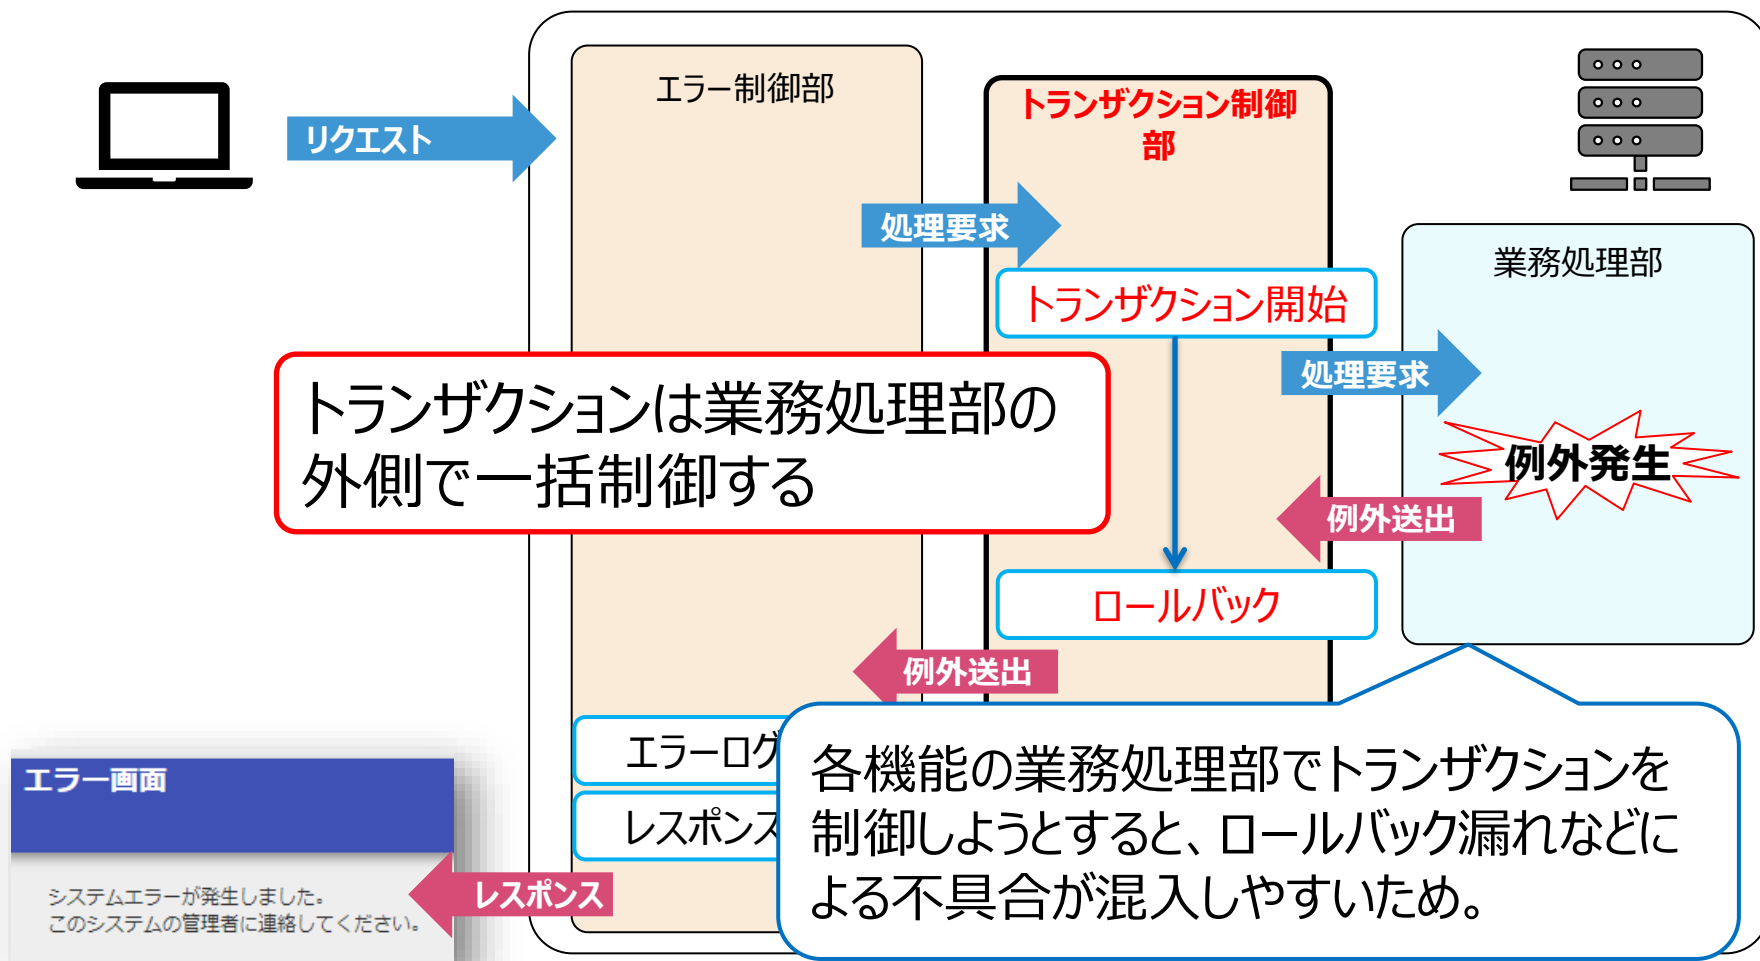 エラー制御部
トランザクション制御
部
リクエスト
処理要求
業務処理部
トランザクション開始
処理要求
トランザクションは業務処理部の
外側で一括制御する
例外発生
例外送出
ロールバック
例外送出
エラーログ
レスポンス
各機能の業務処理部でトランザクションを
制御しようとすると、ロールバック漏れなどに
よる不具合が混入しやすいため。
エラー画面
レスポンス
システムエラーが発生しました。
このシステムの管理者に連絡してください。